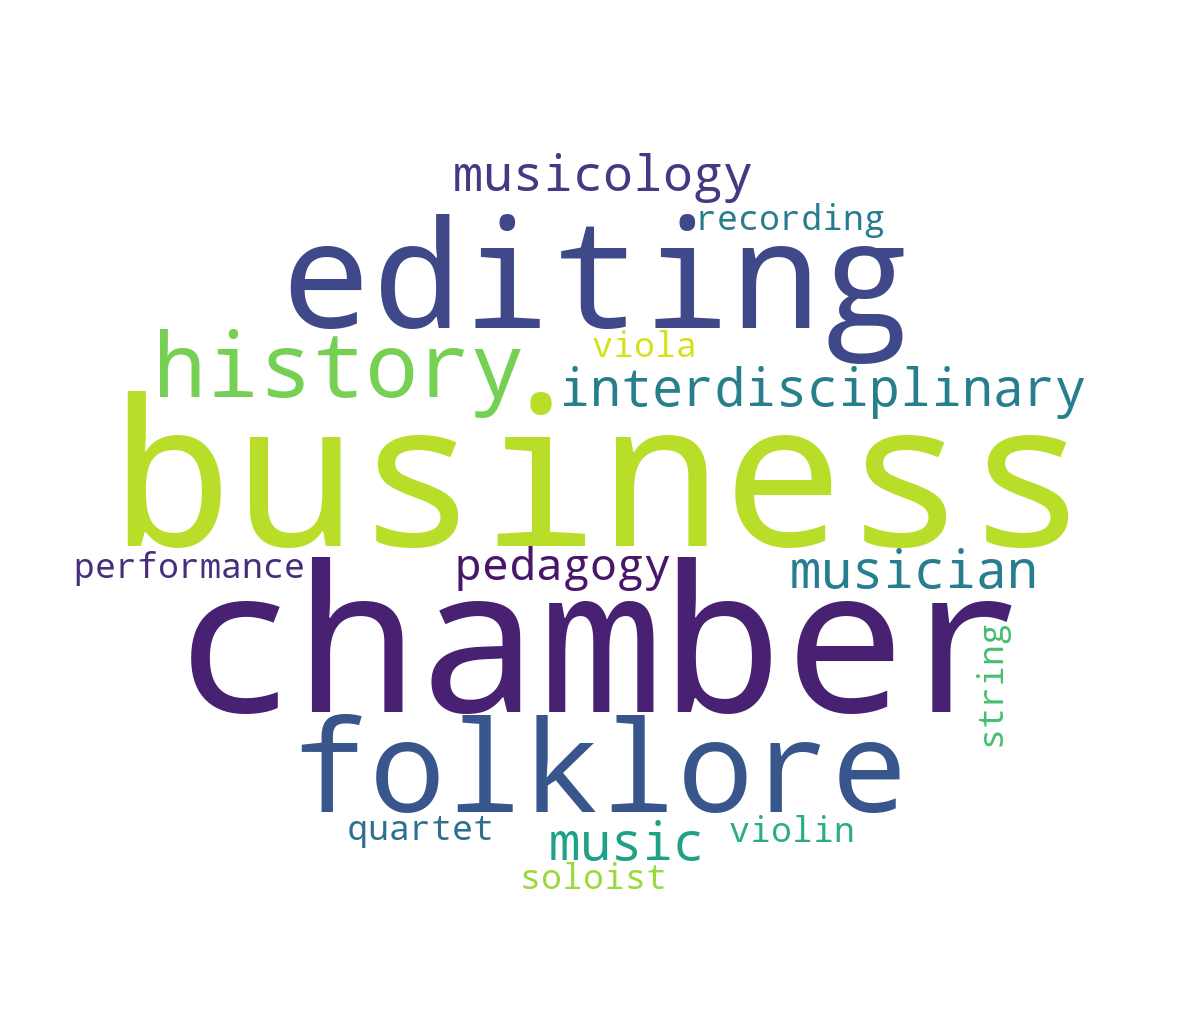 musicology
recording
editing
viola
history
interdisciplinary
business
performance
pedagogy
musician
chamber
string
folklore
quartet
music
violin
soloist